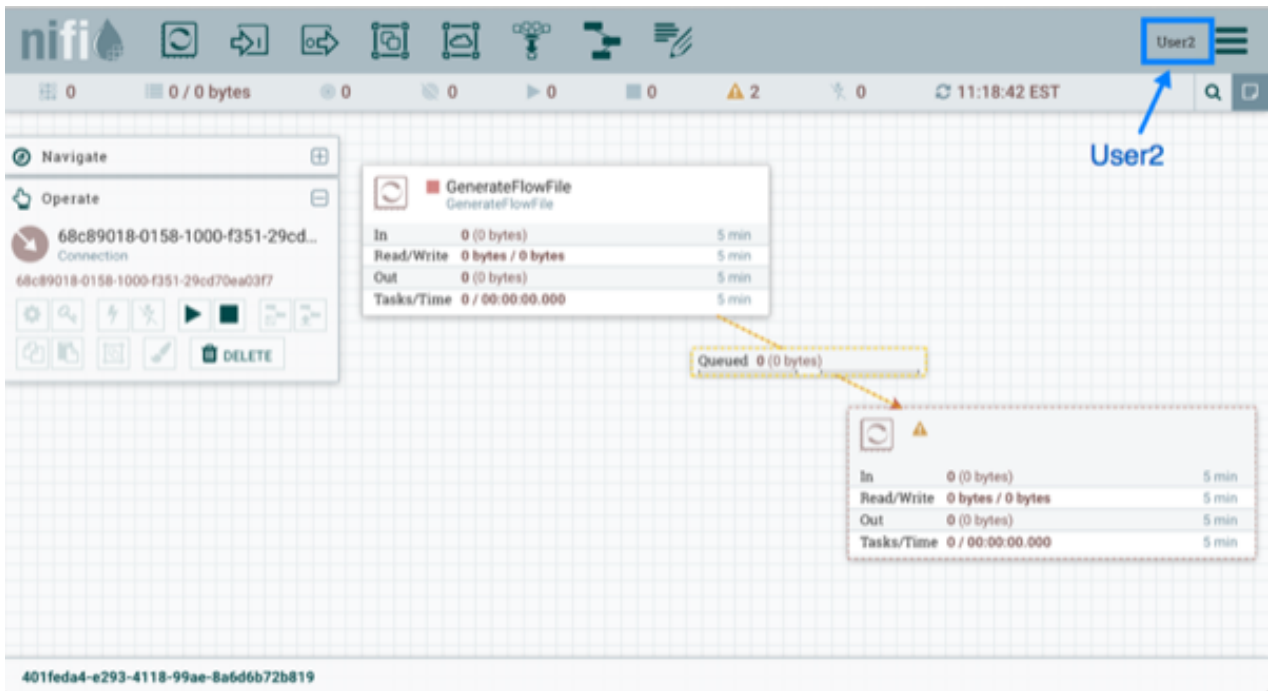 nifi
User2
0
0 / 0 bytes
0
0
0
0
2
0
11:18:42 EST
User2
Navigate
Operate
68c89018-0158-1000-f351-29cd...
Connection
68c89018-0158-1000-f351-29cd70ea03f7
DELETE
GenerateFlowFile
GenerateFlowFile
In 0 (0 bytes) 5 min
Read/Write 0 bytes / 0 bytes 5 min
Out 0 (0 bytes) 5 min
Tasks/Time 0 / 00:00:00.000 5 min
Queued 0 (0 bytes)
In 0 (0 bytes) 5 min
Read/Write 0 bytes / 0 bytes 5 min
Out 0 (0 bytes) 5 min
Tasks/Time 0 / 00:00:00.000 5 min
401feda4-e293-4118-99ae-8a6d6b72b819